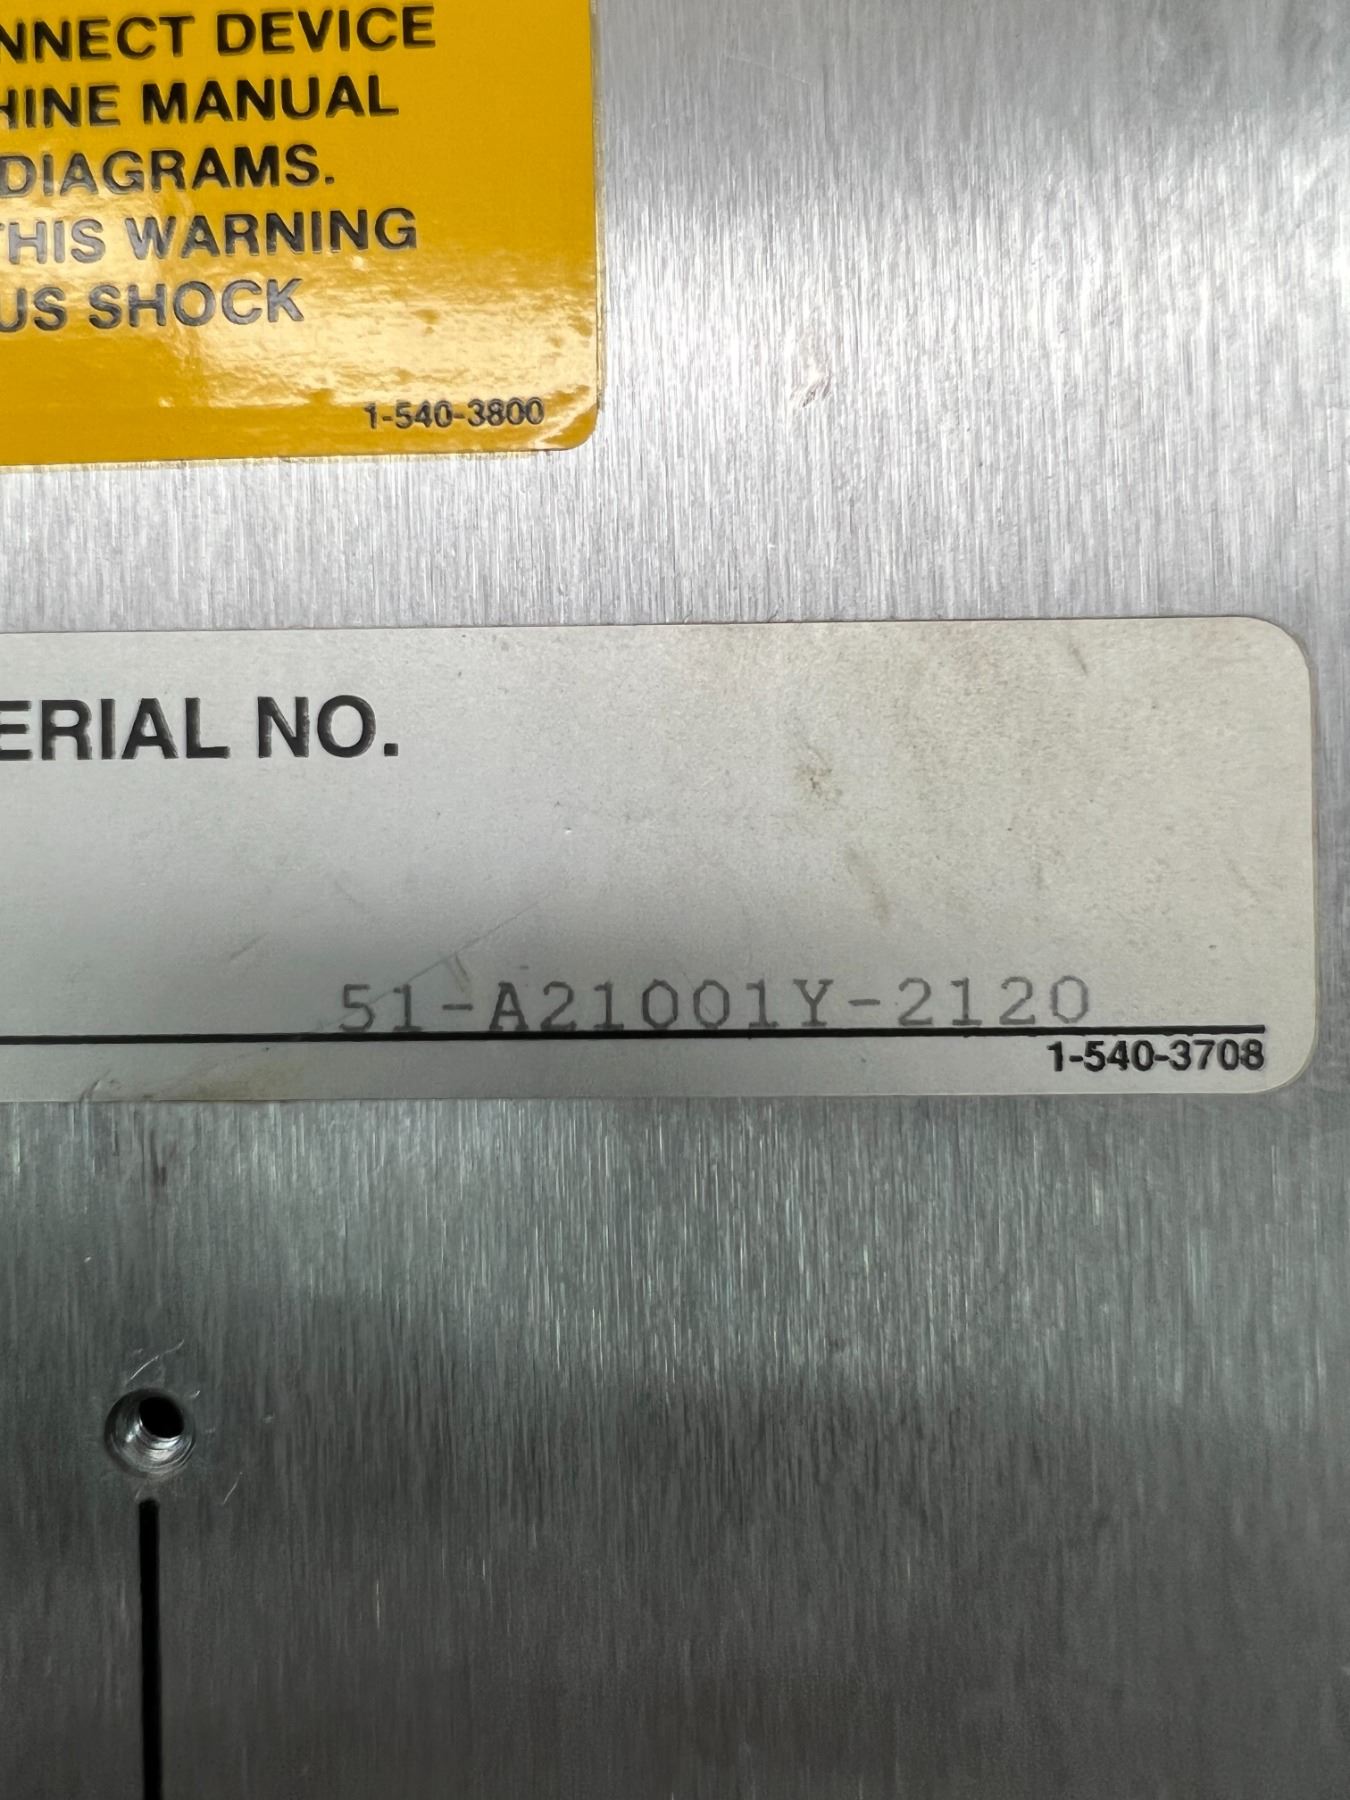 NNECT DEVICE
HINE MANUAL
DIAGRAMS.
THIS WARNING
US SHOCK
1-540-3800
ERIAL NO.
51-A21001Y-2120
1-540-3708